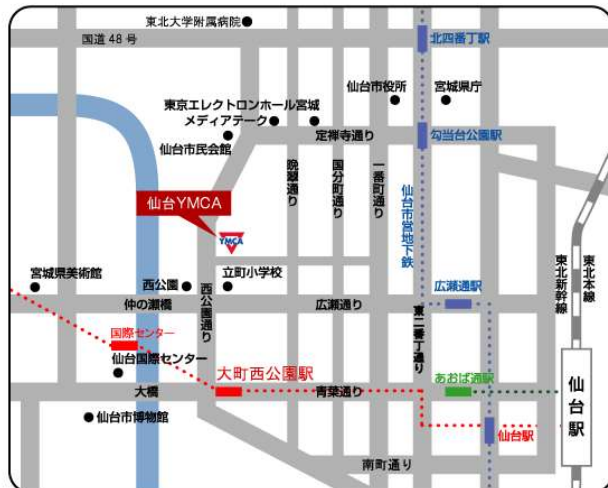 東北大学附属病院
国道48号
北四番丁駅
仙台市役所
宮城県庁
東京エレクトロンホール宮城
メディアテーク
定禅寺通り
勾当台公園駅
仙台市民会館
晩翠通り
国分町通り
一番町通り
仙台市営地下鉄
仙台YMCA
YMCA
宮城県美術館
西公園
立町小学校
広瀬通駅
東北新幹線
東北本線
仲の瀬橋
西公園通り
広瀬通り
東二番丁通り
国際センター
仙台国際センター
大町西公園駅
あおば通駅
仙台駅
大橋
青葉通り
仙台市博物館
仙台駅
南町通り